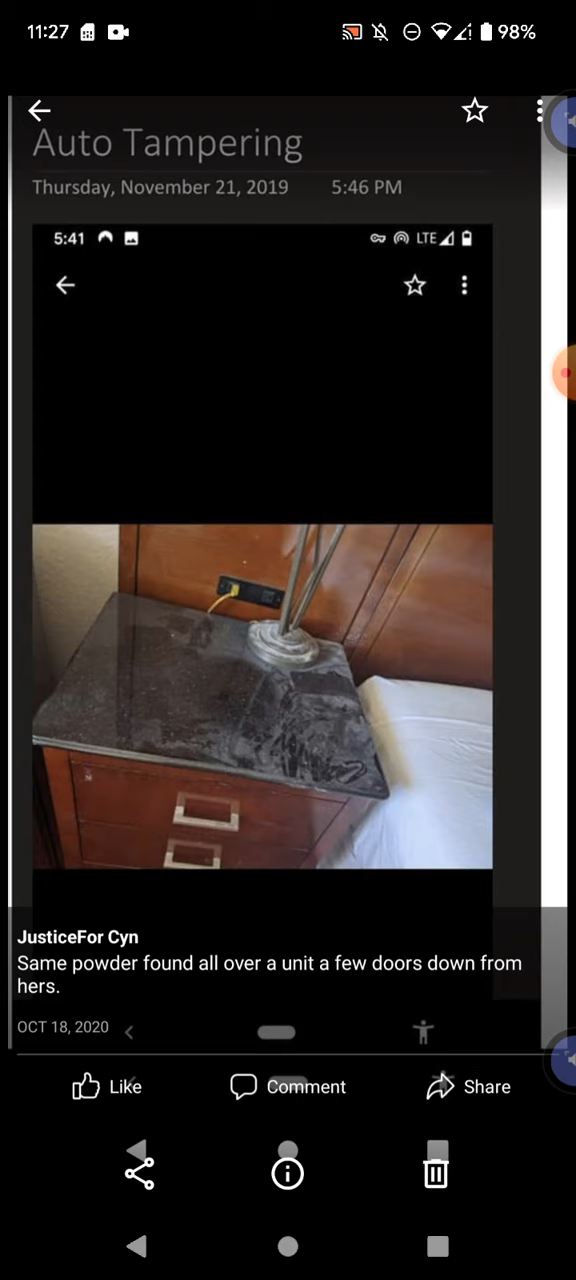 11:27 98%
Auto Tampering
Thursday, November 21, 2019 5:46 PM
5:41 LTE
JusticeFor Cyn
Same powder found all over a unit a few doors down from
hers.
OCT 18, 2020
Like Comment Share